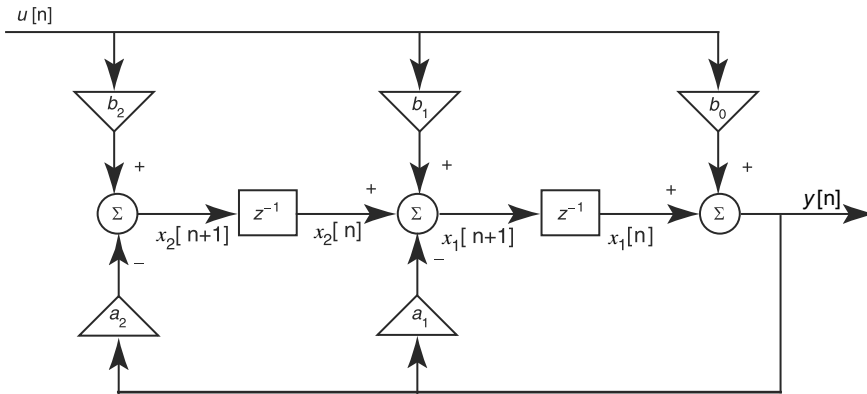 u[n]
b₂ b₁ b₀
+ + +
Σ z⁻¹ + Σ z⁻¹ + Σ y[n]
x₂[ n+1] x₂[ n] x₁[n+1] x₁[n]
− −
a₂ a₁